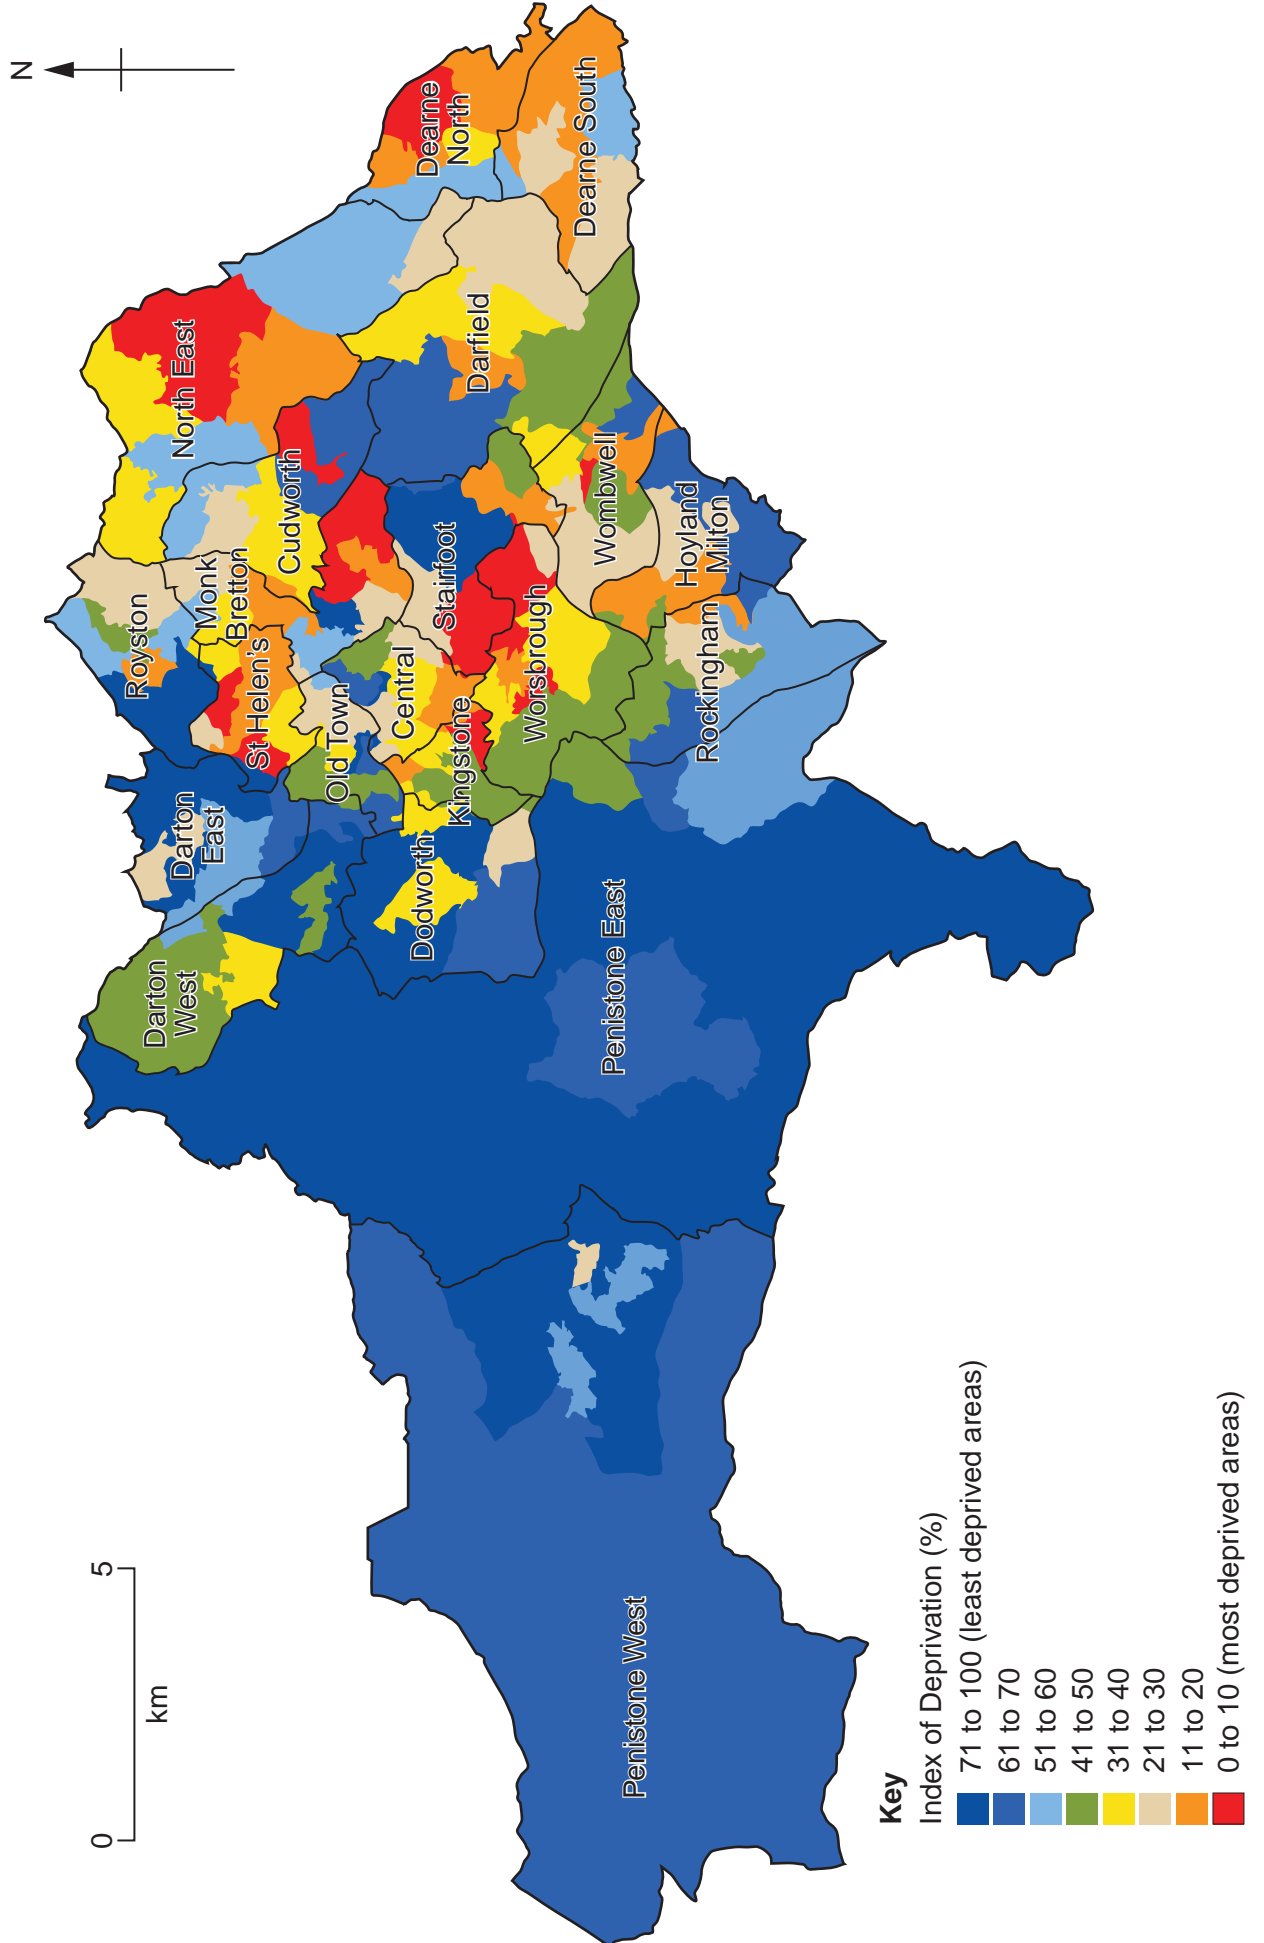 N
0 5
km
Penistone West
Penistone East
Darton
West
Darton
East
Dodworth
Royston
Monk
Bretton
St Helen's
Old Town
Central
Kingstone
Worsbrough
Rockingham
Hoyland
Milton
Wombwell
Stairfoot
Cudworth
North East
Darfield
Dearne
North
Dearne South
Key
Index of Deprivation (%)
71 to 100 (least deprived areas)
61 to 70
51 to 60
41 to 50
31 to 40
21 to 30
11 to 20
0 to 10 (most deprived areas)